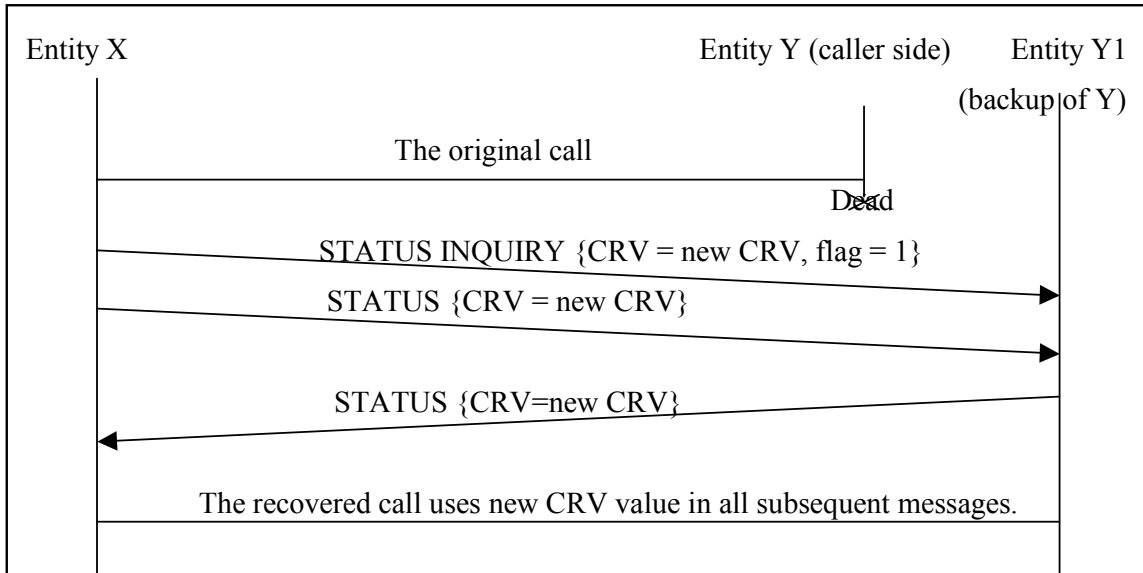 Entity X
Entity Y (caller side)
Entity Y1
(backup of Y)
The original call
Dead
STATUS INQUIRY {CRV = new CRV, flag = 1}
STATUS {CRV = new CRV}
STATUS {CRV=new CRV}
The recovered call uses new CRV value in all subsequent messages.